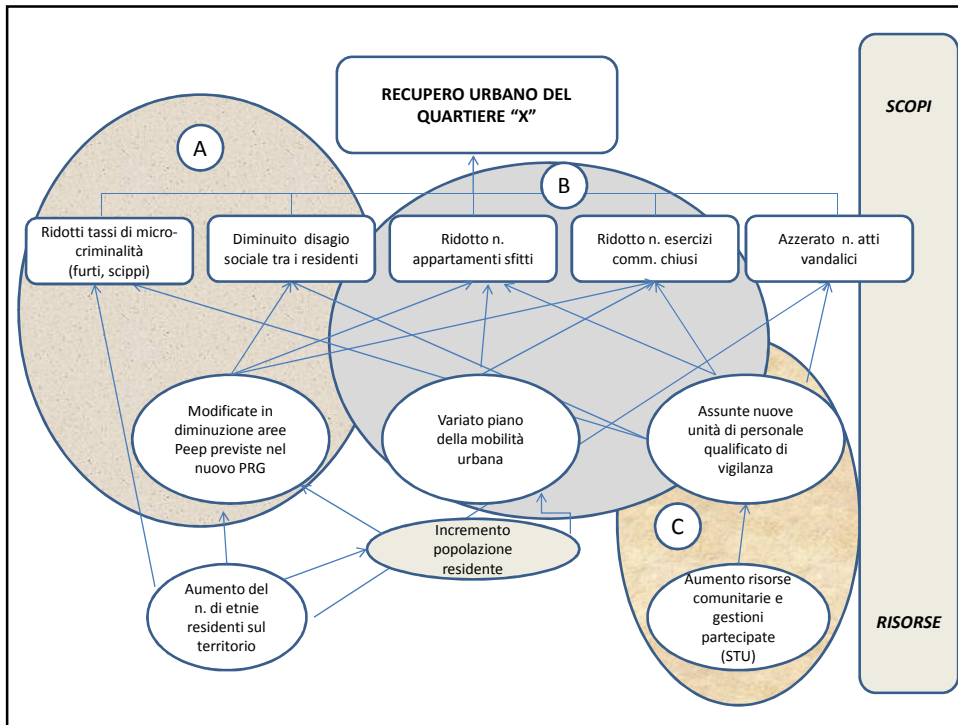 RECUPERO URBANO DEL
QUARTIERE “X”
SCOPI
A
B
Ridotti tassi di micro-
criminalità
(furti, scippi)
Diminuito disagio
sociale tra i residenti
Ridotto n.
appartamenti sfitti
Ridotto n. esercizi
comm. chiusi
Azzerato n. atti
vandalici
Modificate in
diminuzione aree
Peep previste nel
nuovo PRG
Variato piano
della mobilità
urbana
Assunte nuove
unità di personale
qualificato di
vigilanza
C
Incremento
popolazione
residente
Aumento del
n. di etnie
residenti sul
territorio
Aumento risorse
comunitarie e
gestioni
partecipate
(STU)
RISORSE